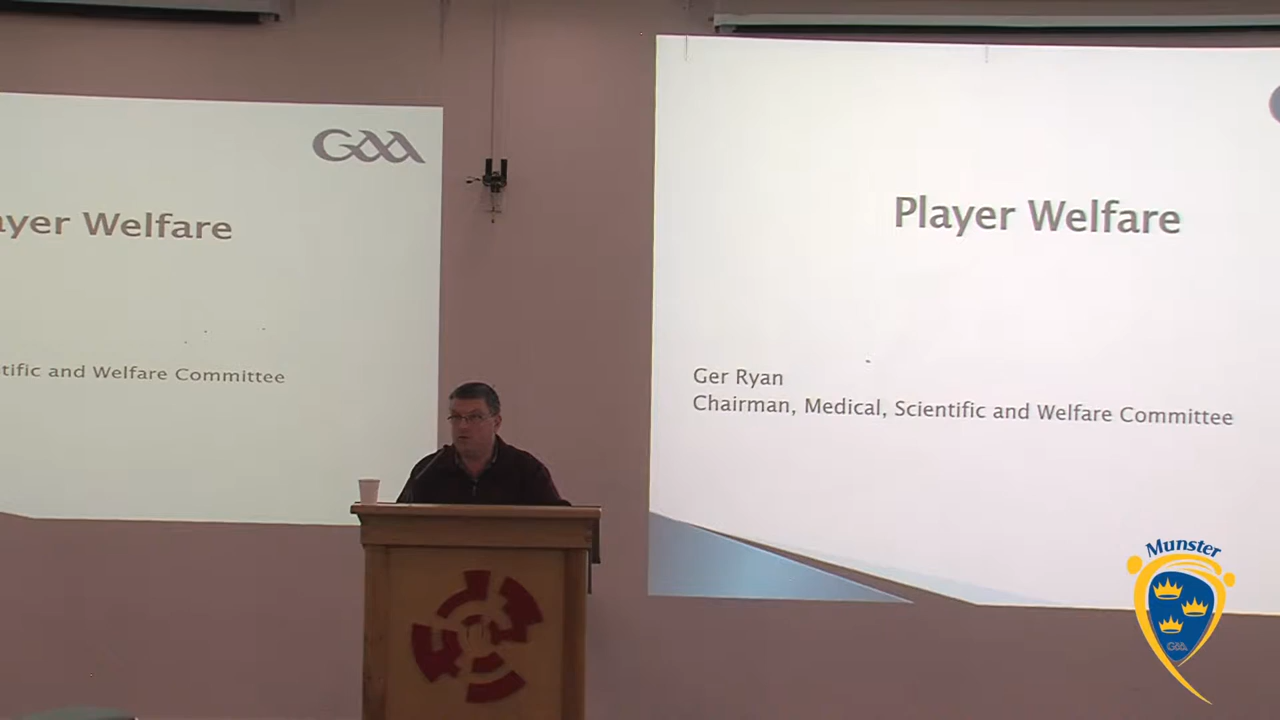 GAA
ayer Welfare
tific and Welfare Committee
Player Welfare
Ger Ryan
Chairman, Medical, Scientific and Welfare Committee
Munster
GAA